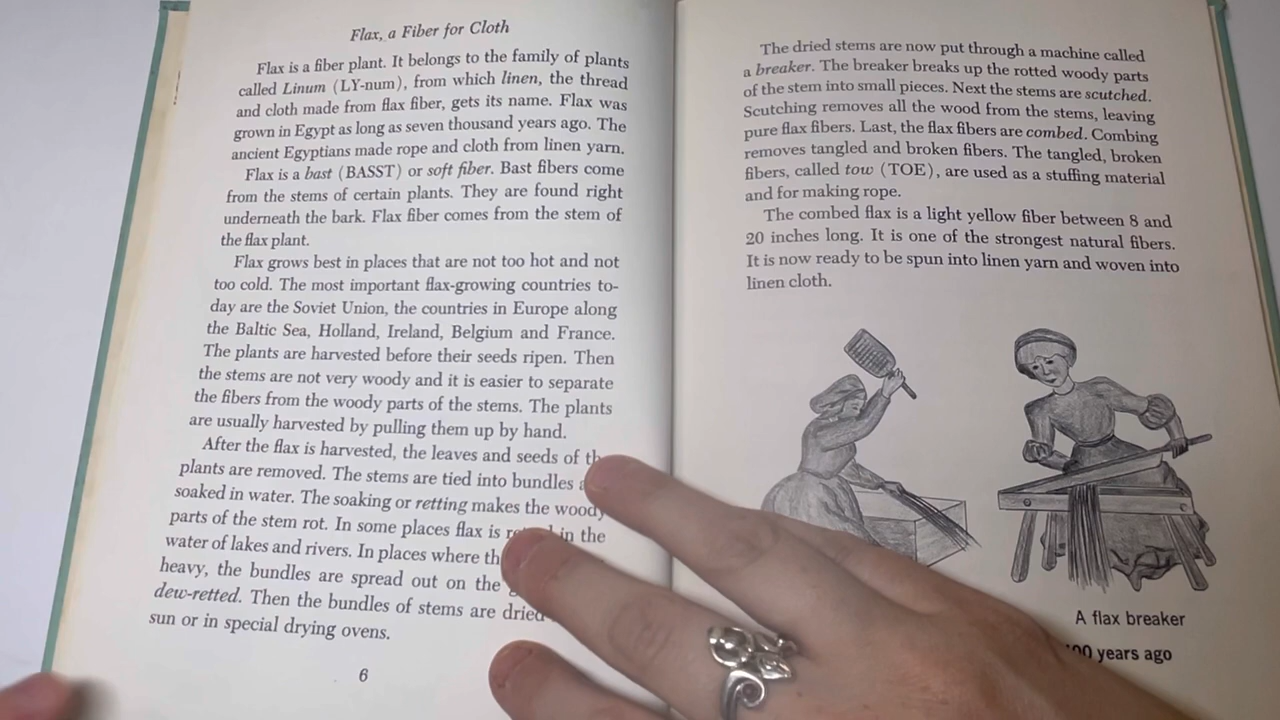 Flax, a Fiber for Cloth
Flax is a fiber plant. It belongs to the family of plants
called Linum (LY-num), from which linen, the thread
and cloth made from flax fiber, gets its name. Flax was
grown in Egypt as long as seven thousand years ago. The
ancient Egyptians made rope and cloth from linen yarn.
Flax is a bast (BASST) or soft fiber. Bast fibers come
from the stems of certain plants. They are found right
underneath the bark. Flax fiber comes from the stem of
the flax plant.
Flax grows best in places that are not too hot and not
too cold. The most important flax-growing countries to-
day are the Soviet Union, the countries in Europe along
the Baltic Sea, Holland, Ireland, Belgium and France.
The plants are harvested before their seeds ripen. Then
the stems are not very woody and it is easier to separate
the fibers from the woody parts of the stems. The plants
are usually harvested by pulling them up by hand.
After the flax is harvested, the leaves and seeds of
plants are removed. The stems are tied into bundles
soaked in water. The soaking or retting makes the woody
parts of the stem rot. In some places flax is in the
water of lakes and rivers. In places where
heavy, the bundles are spread out on the
dew-retted. Then the bundles of stems are dried
sun or in special drying ovens.
6
The dried stems are now put through a machine called
a breaker. The breaker breaks up the rotted woody parts
of the stem into small pieces. Next the stems are scutched.
Scutching removes all the wood from the stems, leaving
pure flax fibers. Last, the flax fibers are combed. Combing
removes tangled and broken fibers. The tangled, broken
fibers, called tow (TOE), are used as a stuffing material
and for making rope.
The combed flax is a light yellow fiber between 8 and
20 inches long. It is one of the strongest natural fibers.
It is now ready to be spun into linen yarn and woven into
linen cloth.
A flax breaker
years ago